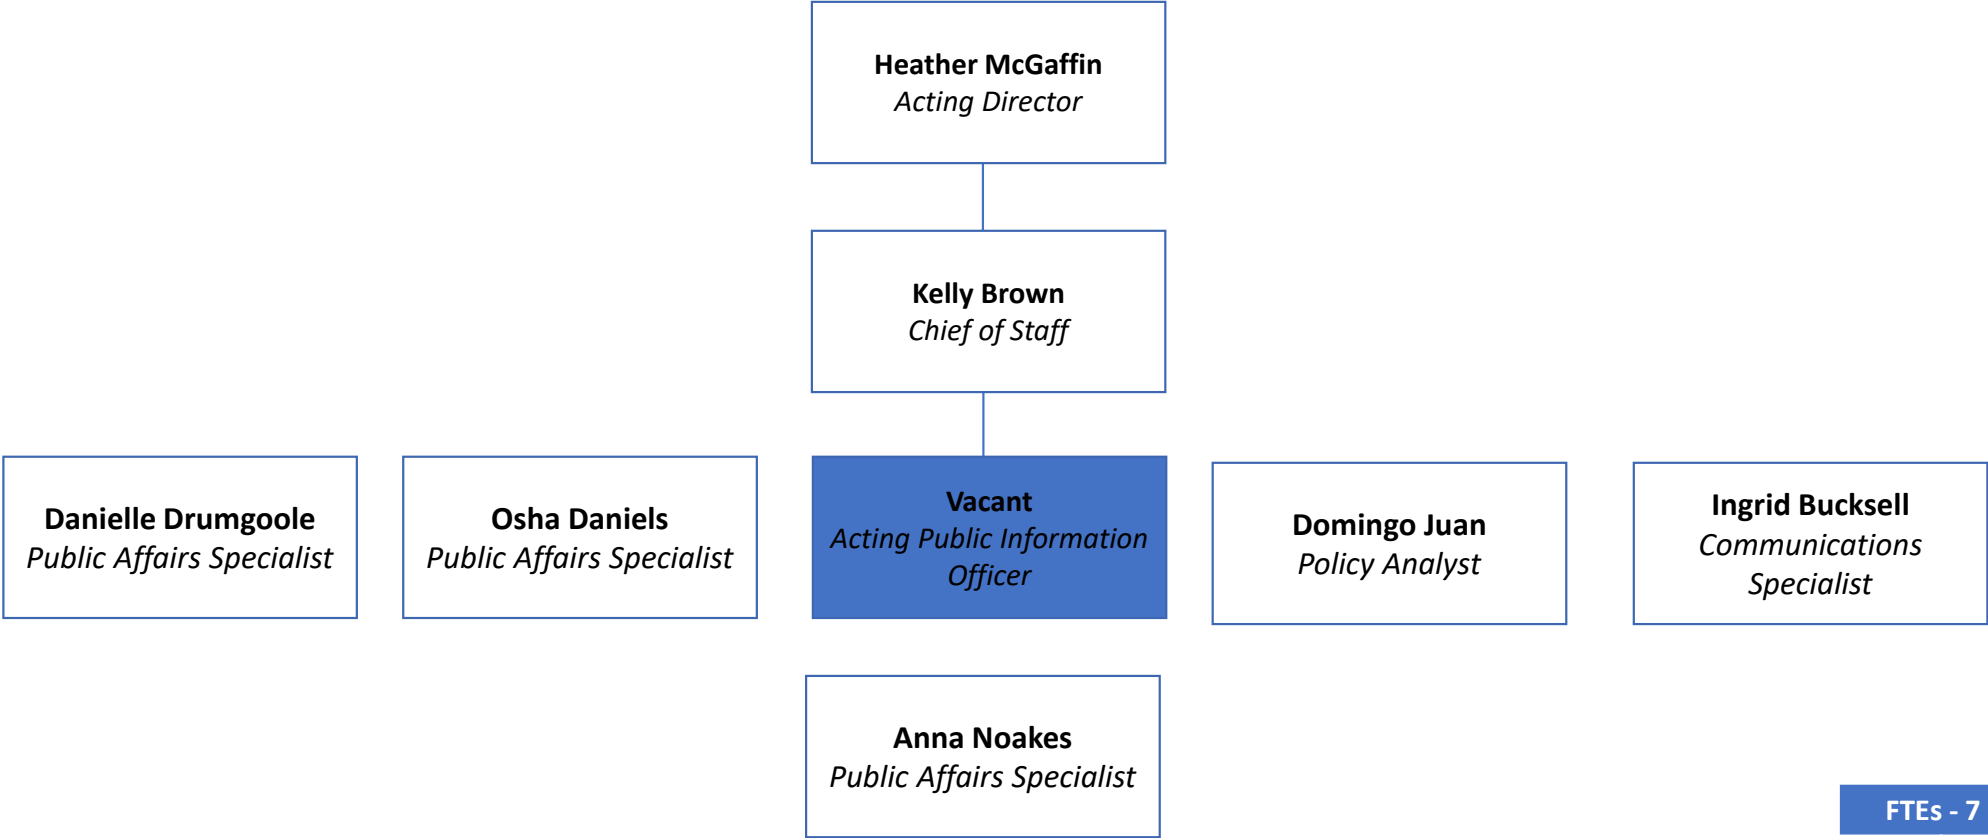 Heather McGaffin
Acting Director
Kelly Brown
Chief of Staff
Danielle Drumgoole
Public Affairs Specialist
Osha Daniels
Public Affairs Specialist
Vacant
Acting Public Information
Officer
Domingo Juan
Policy Analyst
Ingrid Bucksell
Communications
Specialist
Anna Noakes
Public Affairs Specialist
FTEs - 7